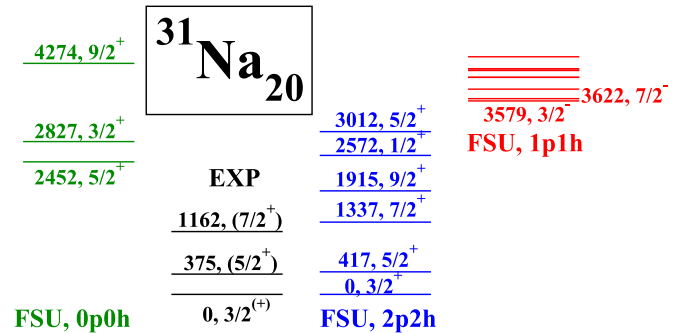 4274, 9/2⁺
2827, 3/2⁺
2452, 5/2⁺
FSU, 0p0h
³¹Na₂₀
EXP
1162, (7/2⁺)
375, (5/2⁺)
0, 3/2⁽⁺⁾
3012, 5/2⁺
2572, 1/2⁺
1915, 9/2⁺
1337, 7/2⁺
417, 5/2⁺
0, 3/2⁺
FSU, 2p2h
3622, 7/2⁻
3579, 3/2⁻
FSU, 1p1h